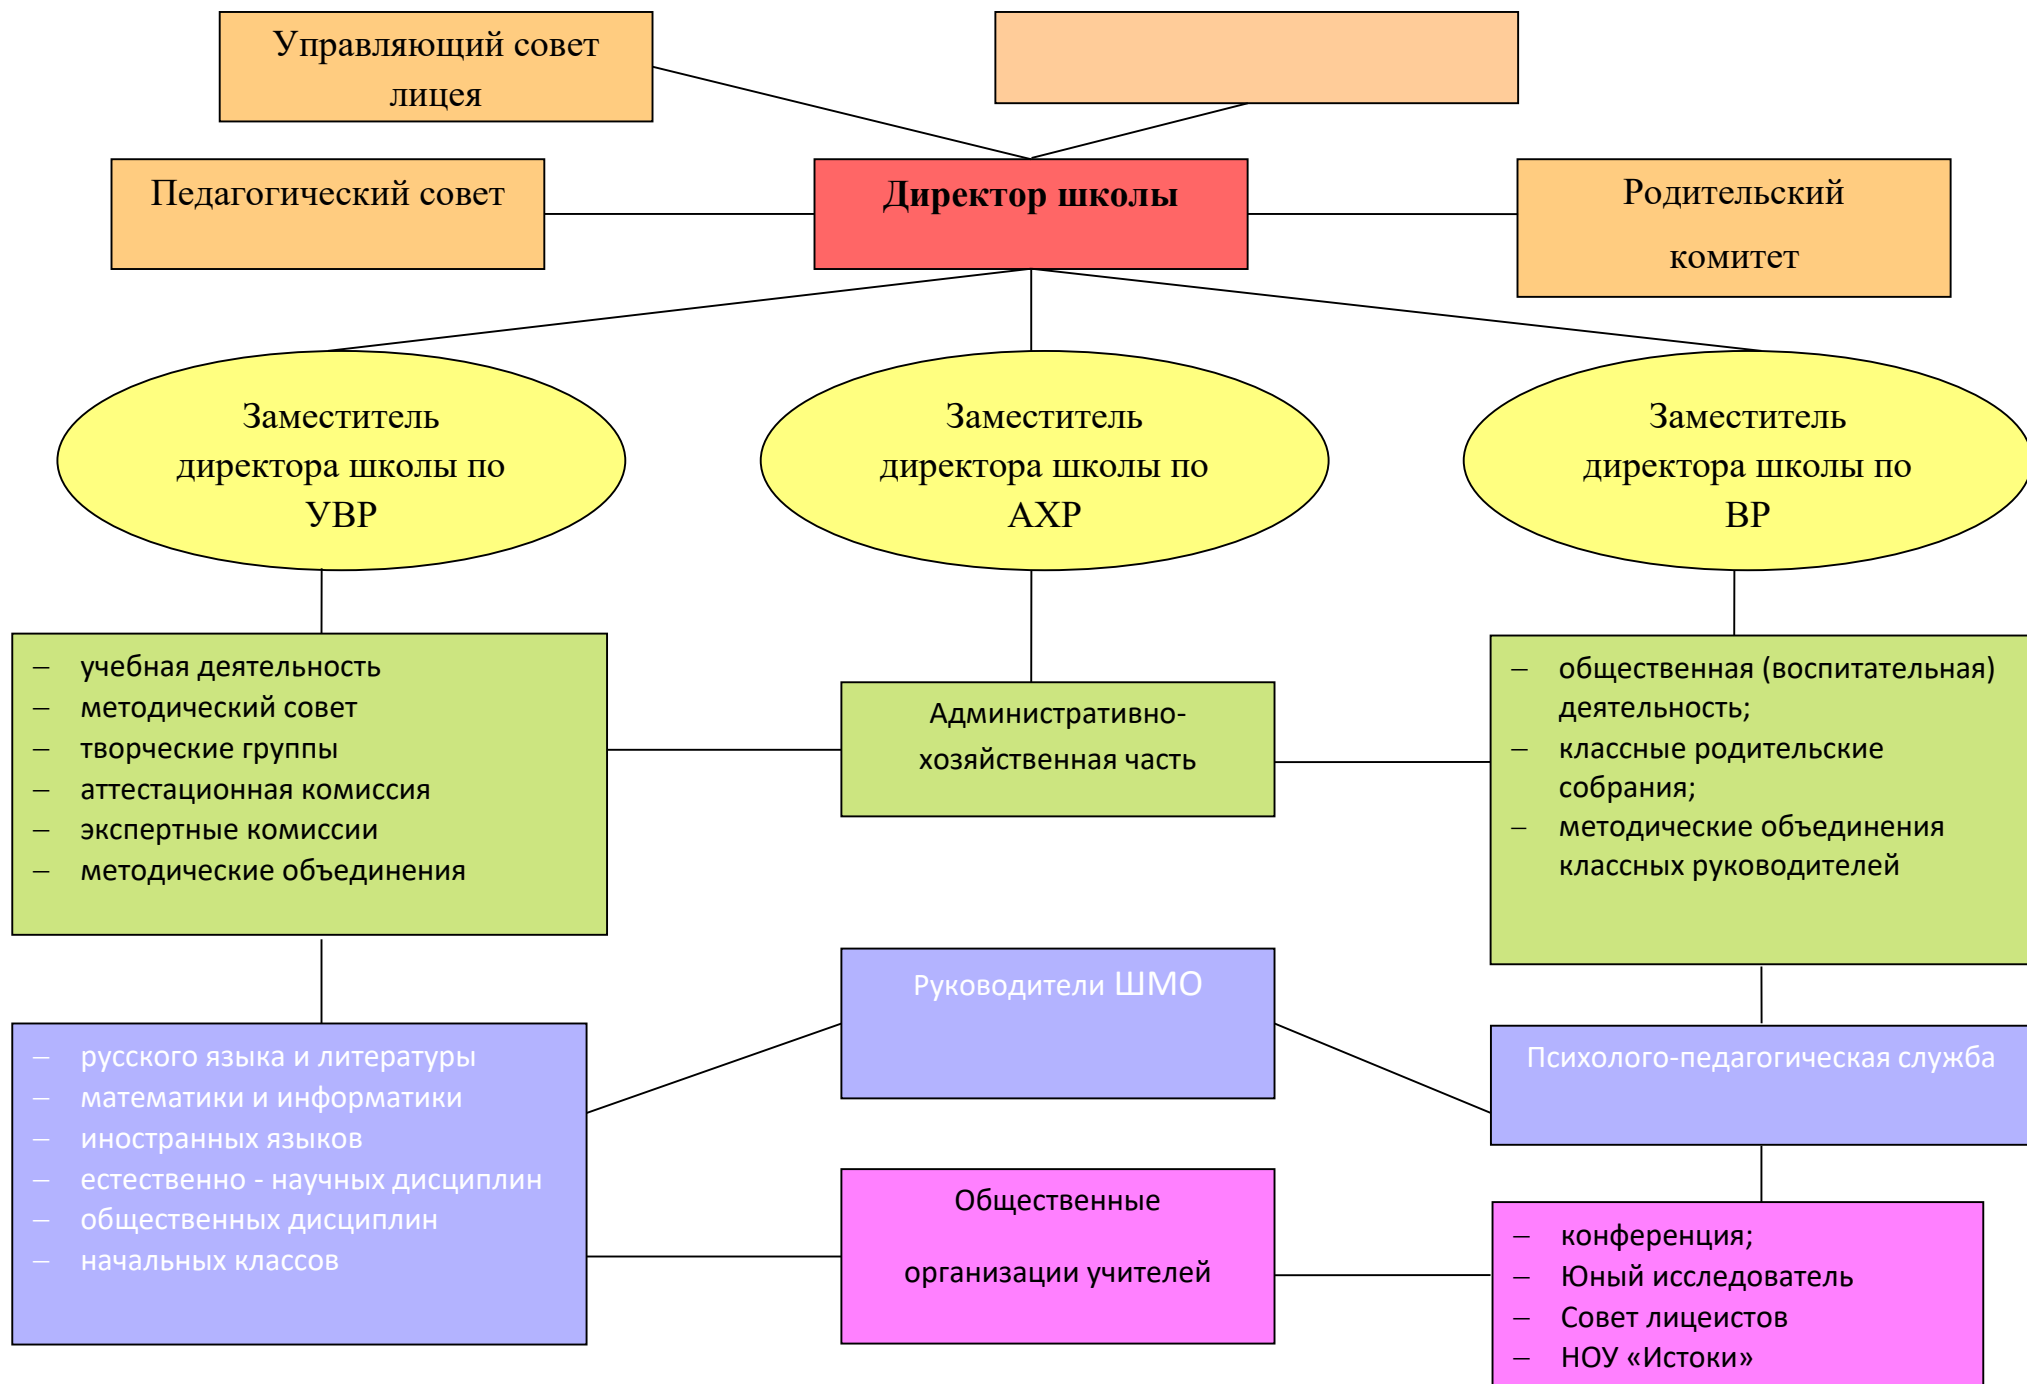 Управляющий совет
лицея
Педагогический совет
Директор школы
Родительский
комитет
Заместитель
директора школы по
УВР
Заместитель
директора школы по
АХР
Заместитель
директора школы по
ВР
– учебная деятельность
– методический совет
– творческие группы
– аттестационная комиссия
– экспертные комиссии
– методические объединения
Административно-
хозяйственная часть
– общественная (воспитательная)
деятельность;
– классные родительские
собрания;
– методические объединения
классных руководителей
– русского языка и литературы
– математики и информатики
– иностранных языков
– естественно - научных дисциплин
– общественных дисциплин
– начальных классов
Руководители ШМО
Психолого-педагогическая служба
Общественные
организации учителей
– конференция;
– Юный исследователь
– Совет лицеистов
– НОУ «Истоки»